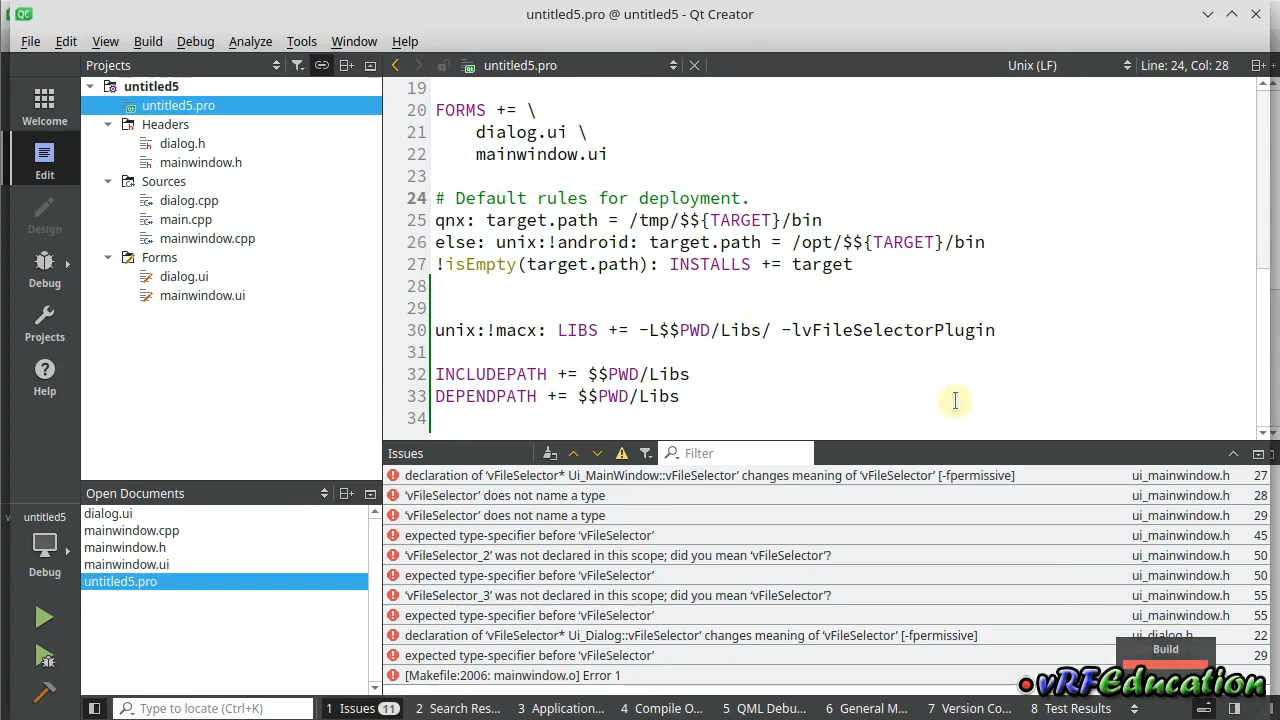 untitled5.pro @ untitled5 - Qt Creator
File Edit View Build Debug Analyze Tools Window Help
Projects
untitled5.pro
Unix (LF)
Line: 24, Col: 28
Welcome
Edit
Design
Debug
Projects
Help
untitled5
Debug
untitled5
untitled5.pro
Headers
dialog.h
mainwindow.h
Sources
dialog.cpp
main.cpp
mainwindow.cpp
Forms
dialog.ui
mainwindow.ui
Open Documents
dialog.ui
mainwindow.cpp
mainwindow.h
mainwindow.ui
untitled5.pro
19
20 FORMS += \
21 dialog.ui \
22 mainwindow.ui
23
24 # Default rules for deployment.
25 qnx: target.path = /tmp/$${TARGET}/bin
26 else: unix:!android: target.path = /opt/$${TARGET}/bin
27 !isEmpty(target.path): INSTALLS += target
28
29
30 unix:!macx: LIBS += -L$$PWD/Libs/ -lvFileSelectorPlugin
31
32 INCLUDEPATH += $$PWD/Libs
33 DEPENDPATH += $$PWD/Libs
34
Issues
Filter
declaration of ‘vFileSelector* Ui_MainWindow::vFileSelector’ changes meaning of ‘vFileSelector’ [-fpermissive] ui_mainwindow.h 27
‘vFileSelector’ does not name a type ui_mainwindow.h 28
‘vFileSelector’ does not name a type ui_mainwindow.h 29
expected type-specifier before ‘vFileSelector’ ui_mainwindow.h 45
‘vFileSelector_2’ was not declared in this scope; did you mean ‘vFileSelector’? ui_mainwindow.h 50
expected type-specifier before ‘vFileSelector’ ui_mainwindow.h 50
‘vFileSelector_3’ was not declared in this scope; did you mean ‘vFileSelector’? ui_mainwindow.h 55
expected type-specifier before ‘vFileSelector’ ui_mainwindow.h 55
declaration of ‘vFileSelector* Ui_Dialog::vFileSelector’ changes meaning of ‘vFileSelector’ [-fpermissive] ui_dialog.h 22
expected type-specifier before ‘vFileSelector’ 29
[Makefile:2006: mainwindow.o] Error 1
Build
vRFeducation
Type to locate (Ctrl+K)
1 Issues 11
2 Search Res...
3 Application...
4 Compile O...
5 QML Debug...
6 General M...
7 Version Co...
8 Test Results